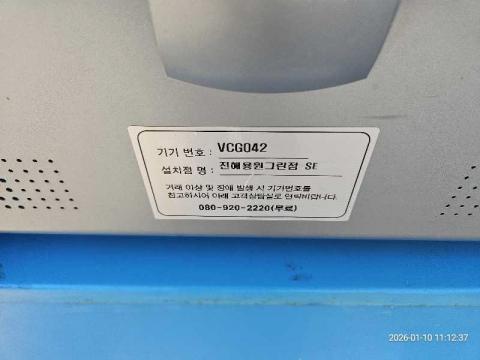 기기 번호 : VCG042
설치점 명 : 진해용원그린점 SE
거래 이상 및 장애 발생 시 기기번호를
참고하시어 아래 고객상담실로 연락바랍니다.
080-920-2220(무료)
2026-01-10 11:12:37